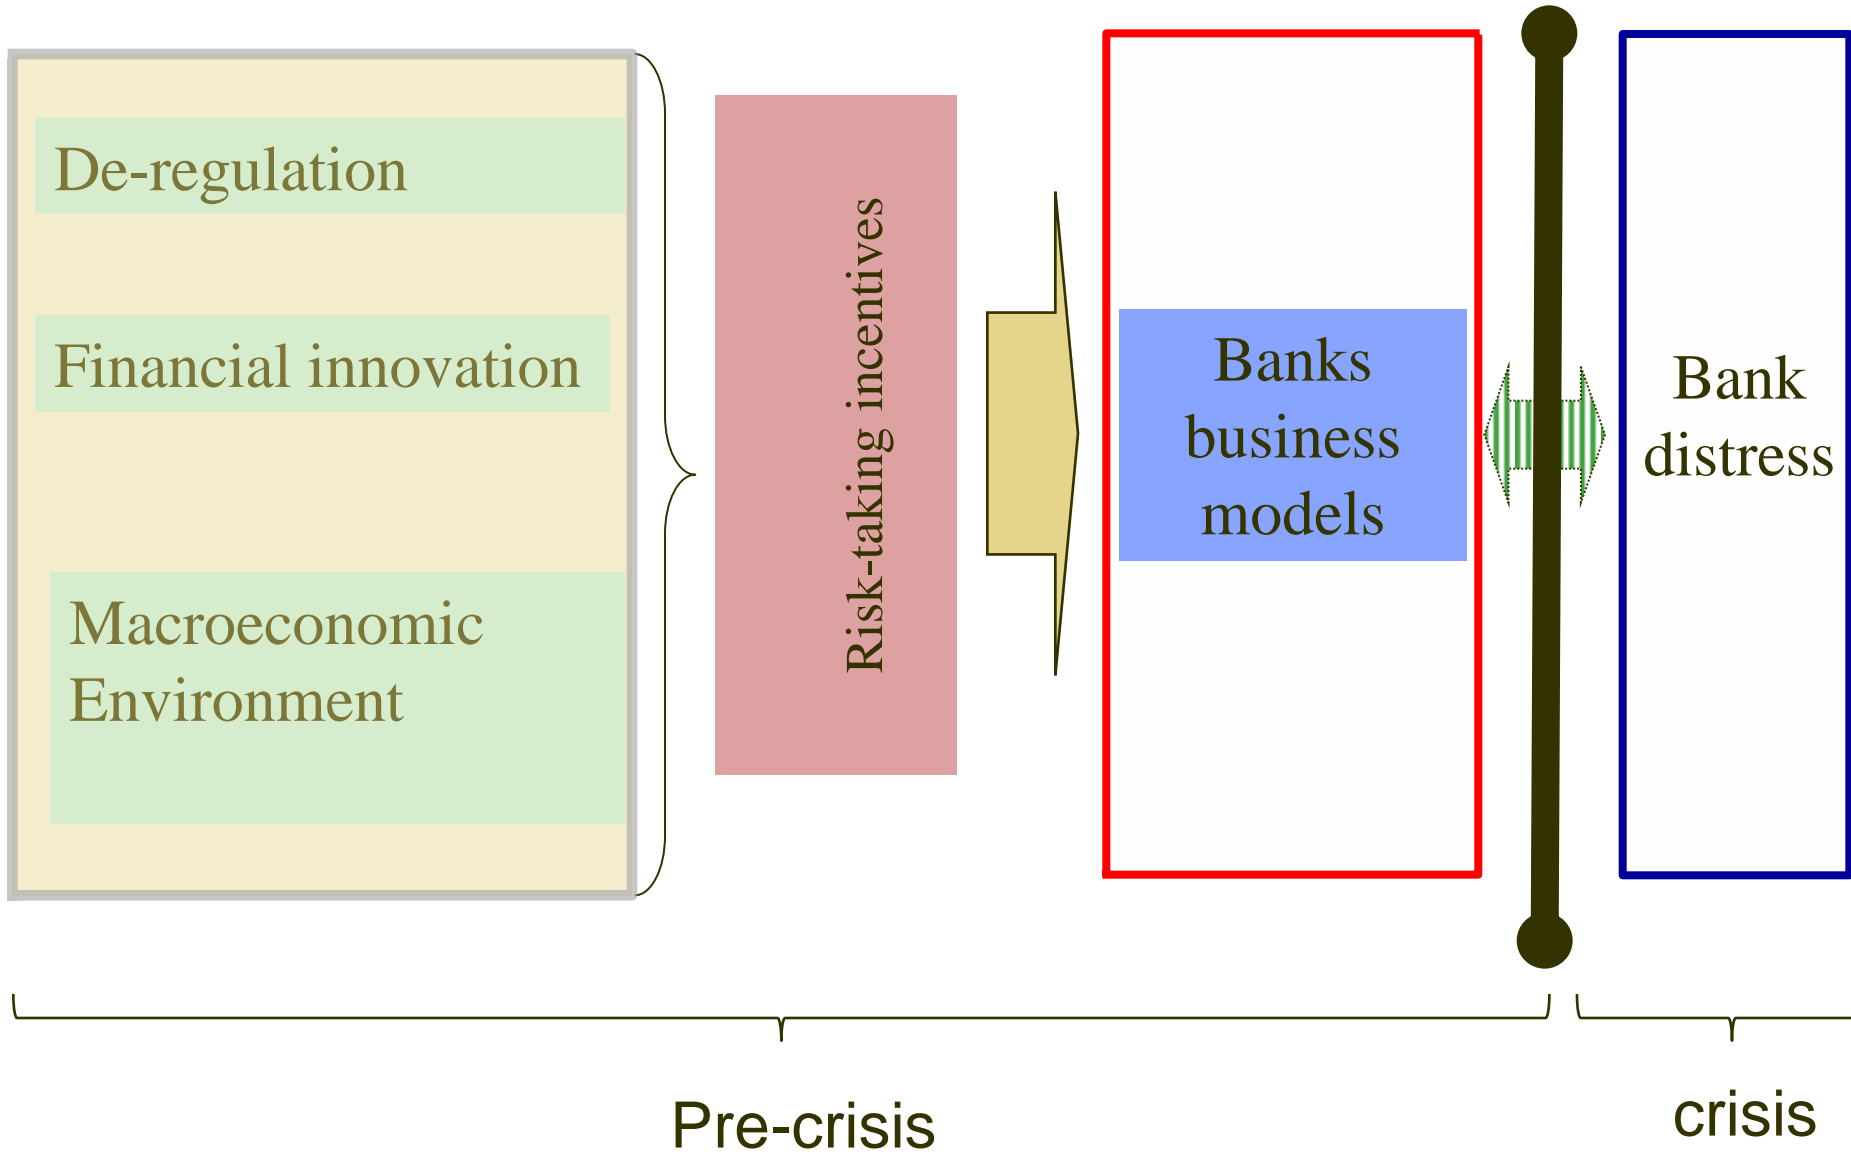 De-regulation
Financial innovation
Macroeconomic
Environment
Risk-taking incentives
Banks
business
models
Bank
distress
Pre-crisis
crisis